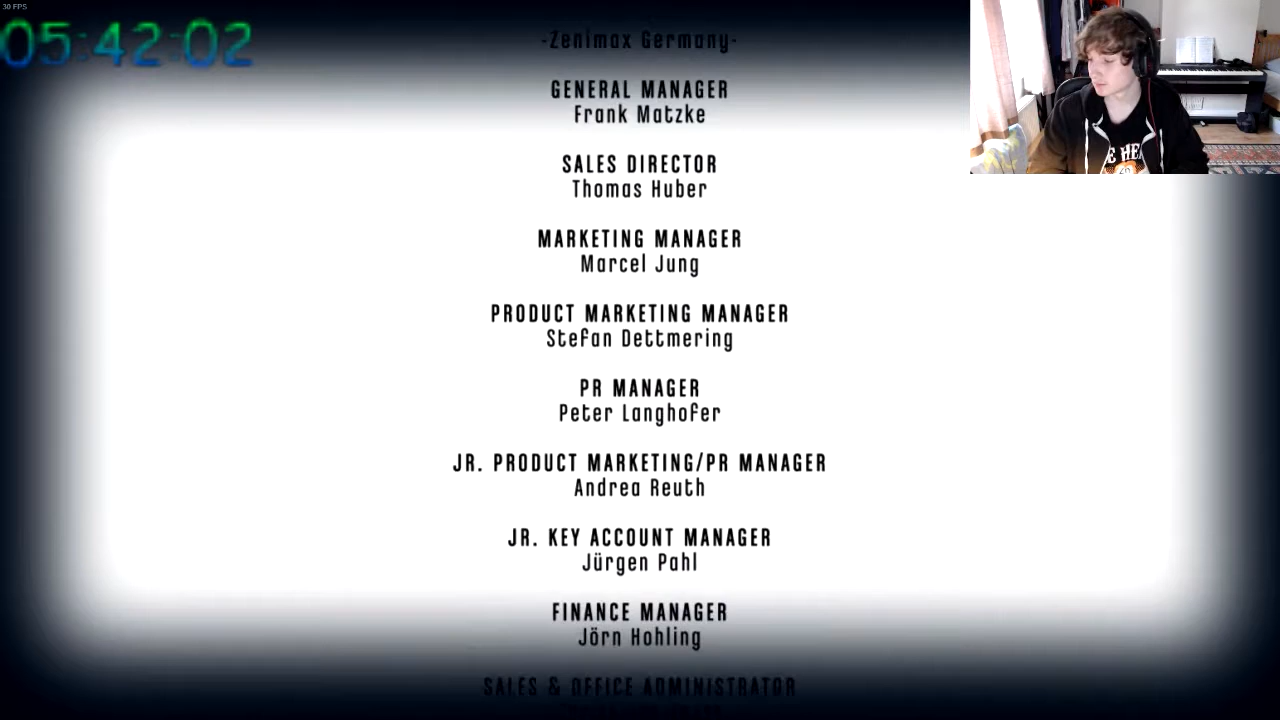 30 FPS
05:42:02
-Zenimax Germany-
GENERAL MANAGER
Frank Matzke
SALES DIRECTOR
Thomas Huber
MARKETING MANAGER
Marcel Jung
PRODUCT MARKETING MANAGER
Stefan Dettmering
PR MANAGER
Peter Langhofer
JR. PRODUCT MARKETING/PR MANAGER
Andrea Reuth
JR. KEY ACCOUNT MANAGER
Jürgen Pahl
FINANCE MANAGER
Jörn Hohling
SALES & OFFICE ADMINISTRATOR